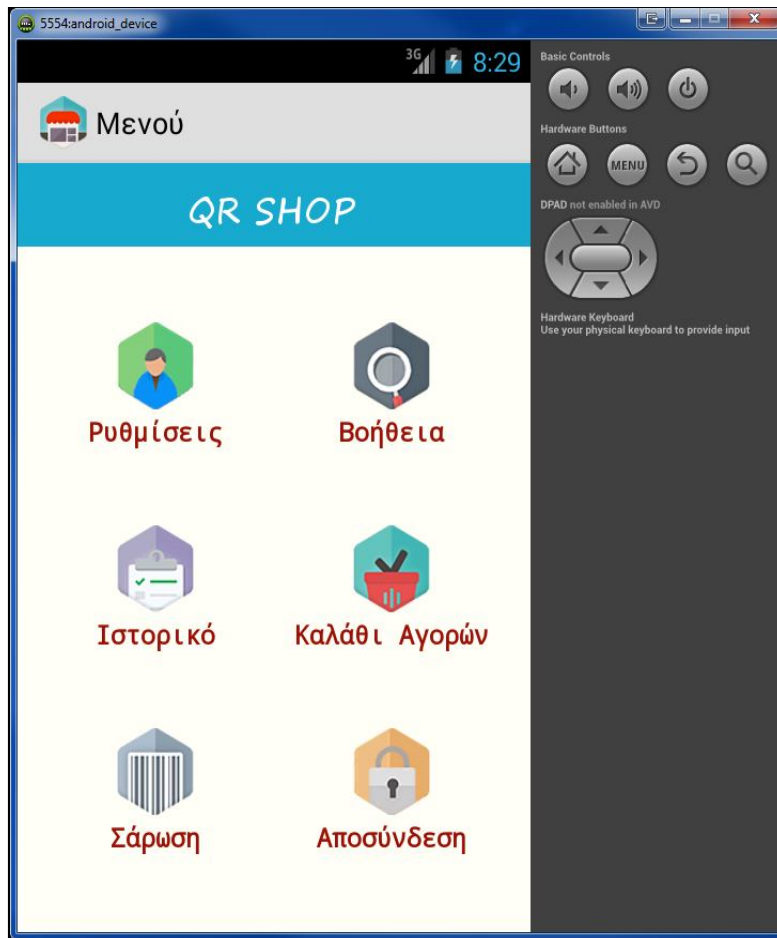 5554:android_device
3G 8:29
Μενού
QR SHOP
Ρυθμίσεις Βοήθεια
Ιστορικό Καλάθι Αγορών
Σάρωση Αποσύνδεση
Basic Controls
Hardware Buttons
MENU
DPAD not enabled in AVD
Hardware Keyboard
Use your physical keyboard to provide input